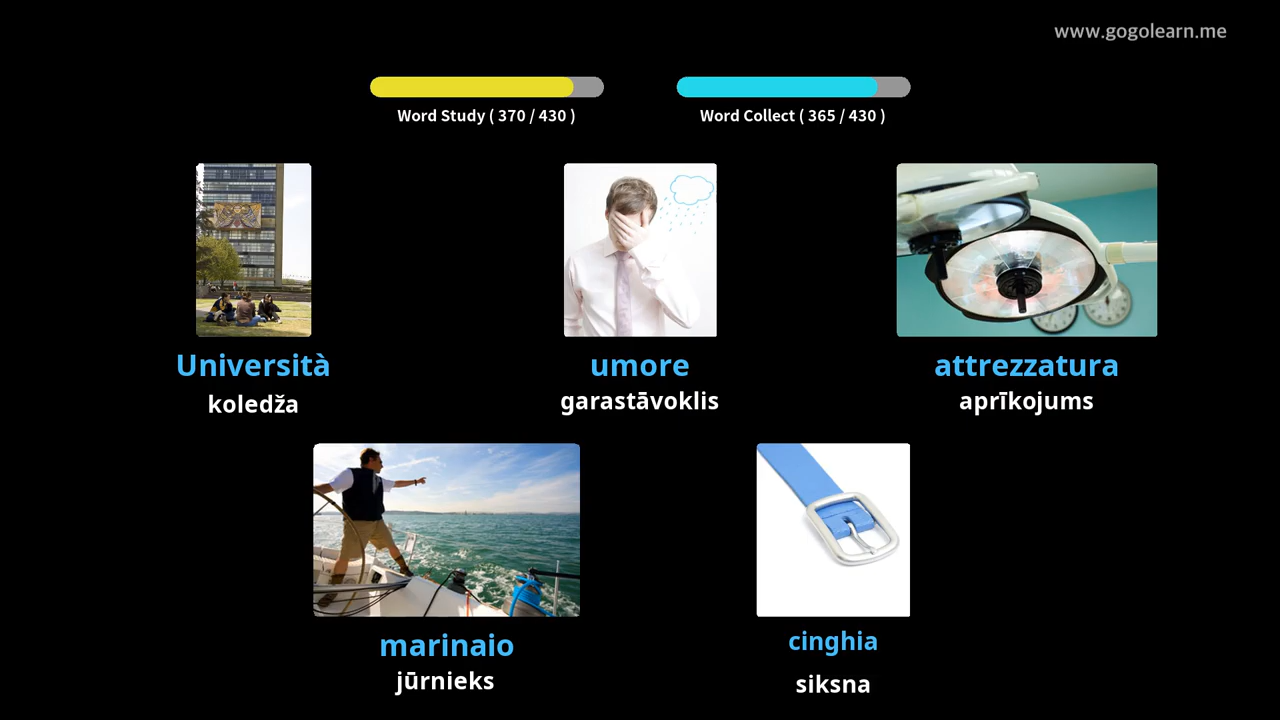 www.gogolearn.me
Word Study ( 370 / 430 )
Word Collect ( 365 / 430 )
Università
koledža
umore
garastāvoklis
attrezzatura
aprīkojums
marinaio
jūrnieks
cinghia
siksna